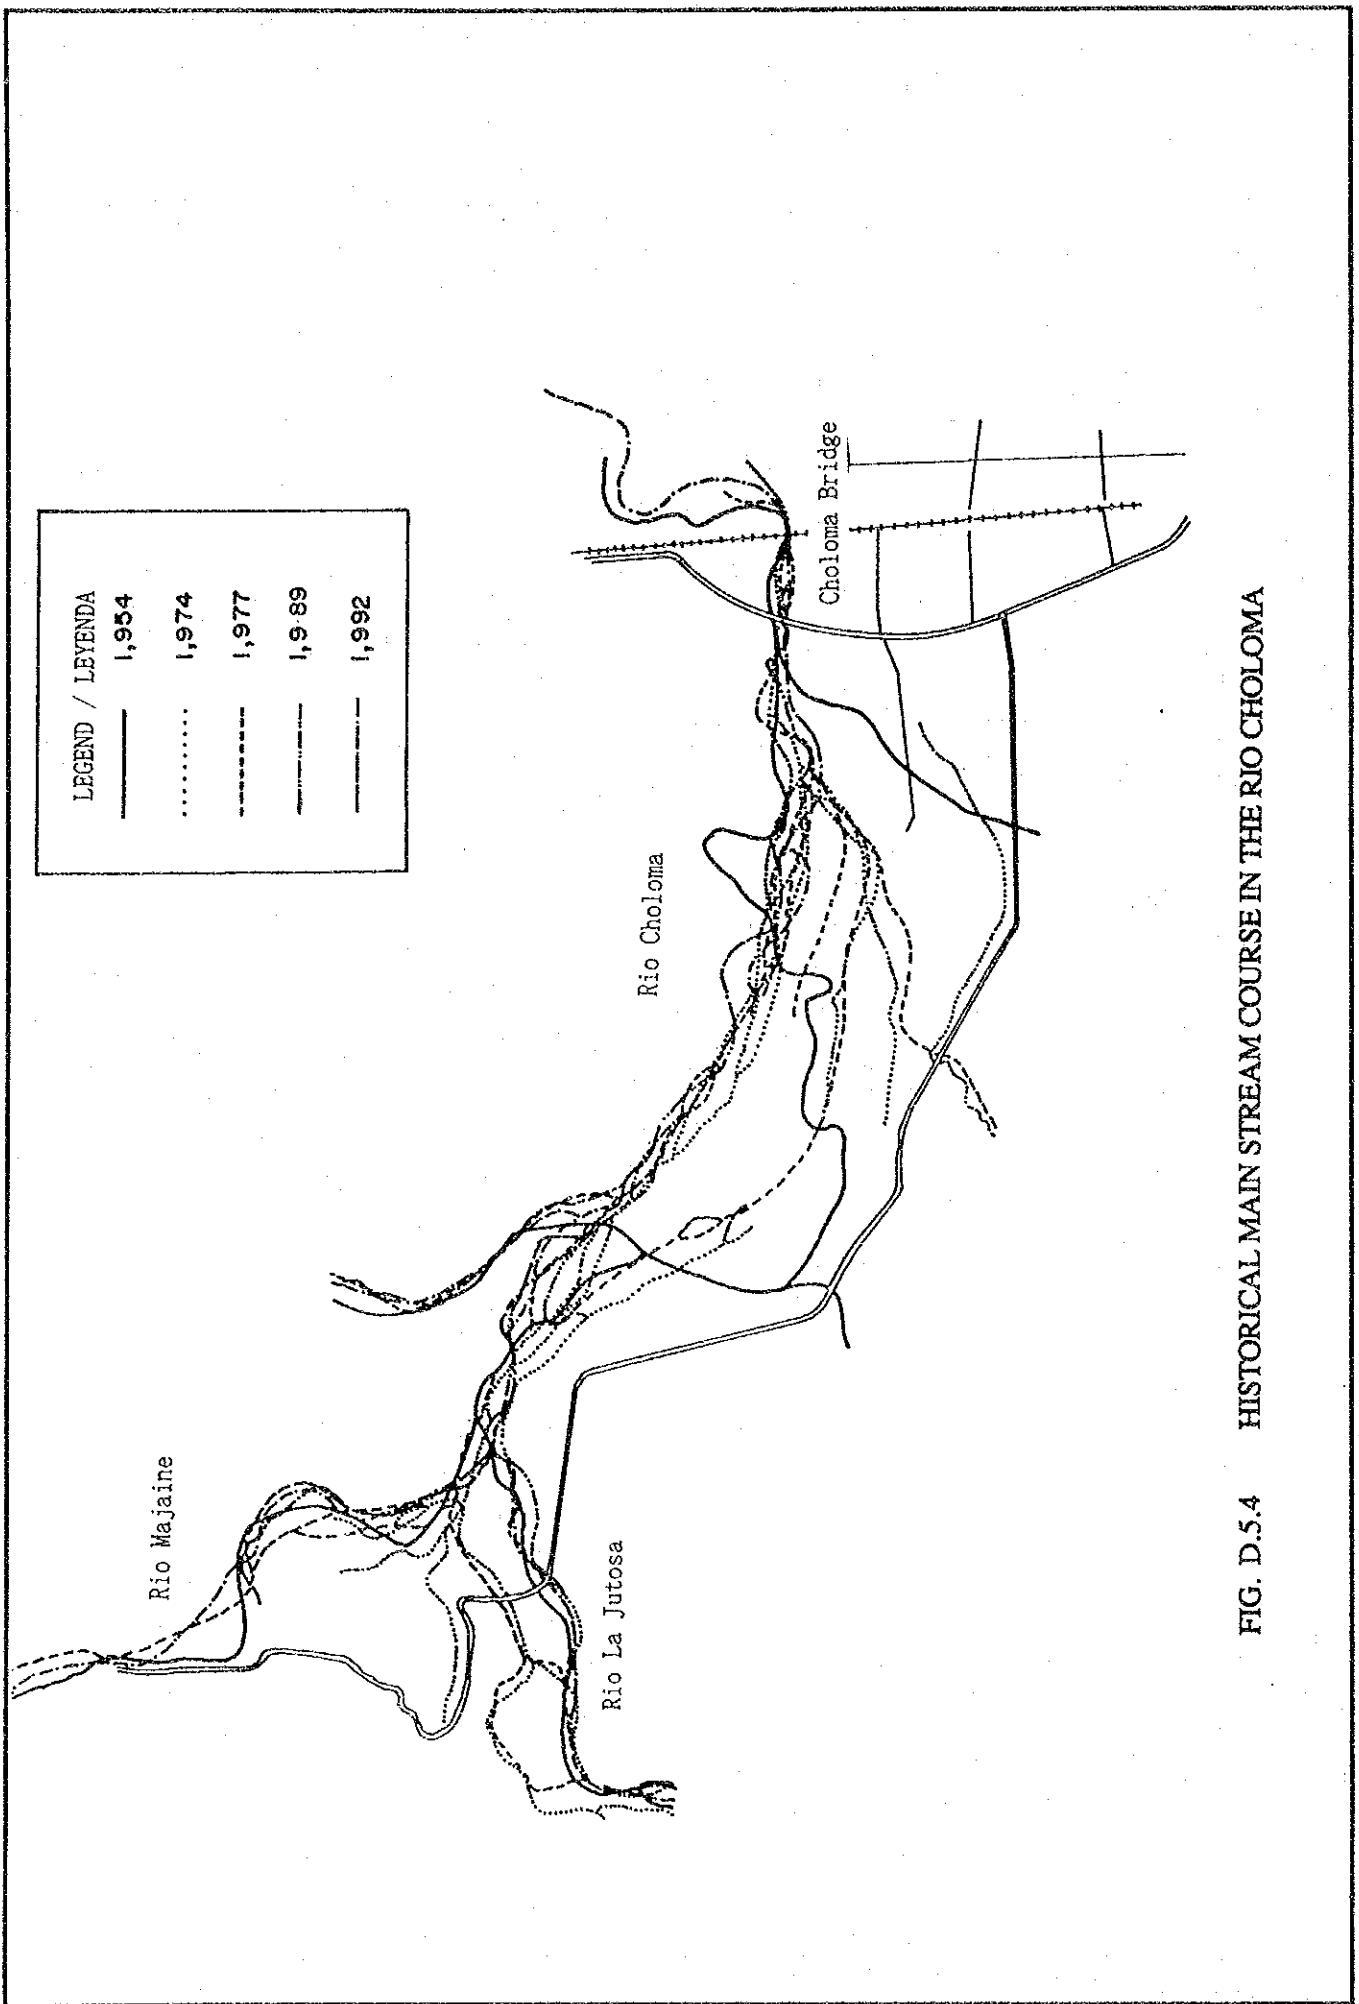 LEGEND / LEYENDA
1,954
1,974
1,977
1,9 89
1,992
Rio Majaine
Rio La Jutosa
Rio Choloma
Choloma Bridge
FIG. D.5.4 HISTORICAL MAIN STREAM COURSE IN THE RIO CHOLOMA